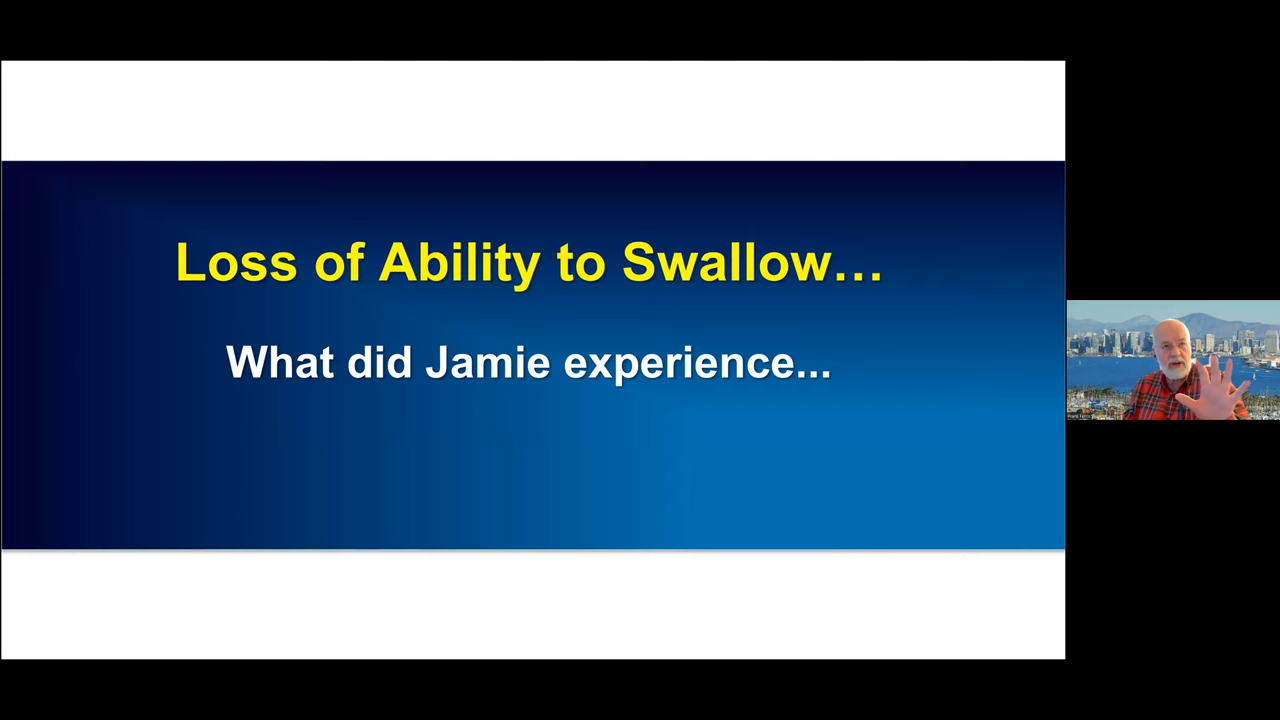 Loss of Ability to Swallow…
What did Jamie experience...